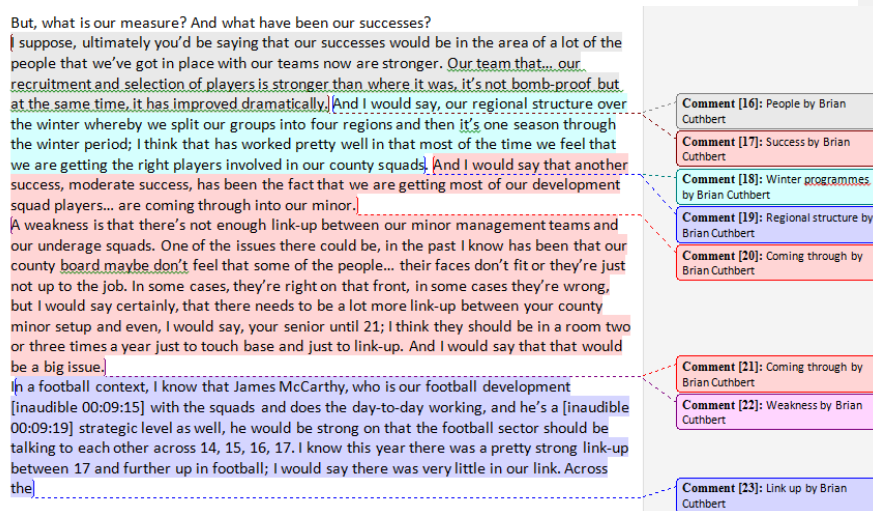 But, what is our measure? And what have been our successes?
I suppose, ultimately you'd be saying that our successes would be in the area of a lot of the
people that we've got in place with our teams now are stronger. Our team that... our
recruitment and selection of players is stronger than where it was, it's not bomb-proof but
at the same time, it has improved dramatically. And I would say, our regional structure over
the winter whereby we split our groups into four regions and then it's one season through
the winter period; I think that has worked pretty well in that most of the time we feel that
we are getting the right players involved in our county squads. And I would say that another
success, moderate success, has been the fact that we are getting most of our development
squad players... are coming through into our minor.
A weakness is that there's not enough link-up between our minor management teams and
our underage squads. One of the issues there could be, in the past I know has been that our
county board maybe don't feel that some of the people... their faces don't fit or they're just
not up to the job. In some cases, they're right on that front, in some cases they're wrong,
but I would say certainly, that there needs to be a lot more link-up between your county
minor setup and even, I would say, your senior until 21; I think they should be in a room two
or three times a year just to touch base and just to link-up. And I would say that that would
be a big issue.
In a football context, I know that James McCarthy, who is our football development
[inaudible 00:09:15] with the squads and does the day-to-day working, and he's a [inaudible
00:09:19] strategic level as well, he would be strong on that the football sector should be
talking to each other across 14, 15, 16, 17. I know this year there was a pretty strong link-up
between 17 and further up in football; I would say there was very little in our link. Across
the
Comment [16]: People by Brian
Cuthbert
Comment [17]: Success by Brian
Cuthbert
Comment [18]: Winter programmes
by Brian Cuthbert
Comment [19]: Regional structure by
Brian Cuthbert
Comment [20]: Coming through by
Brian Cuthbert
Comment [21]: Coming through by
Brian Cuthbert
Comment [22]: Weakness by Brian
Cuthbert
Comment [23]: Link up by Brian
Cuthbert